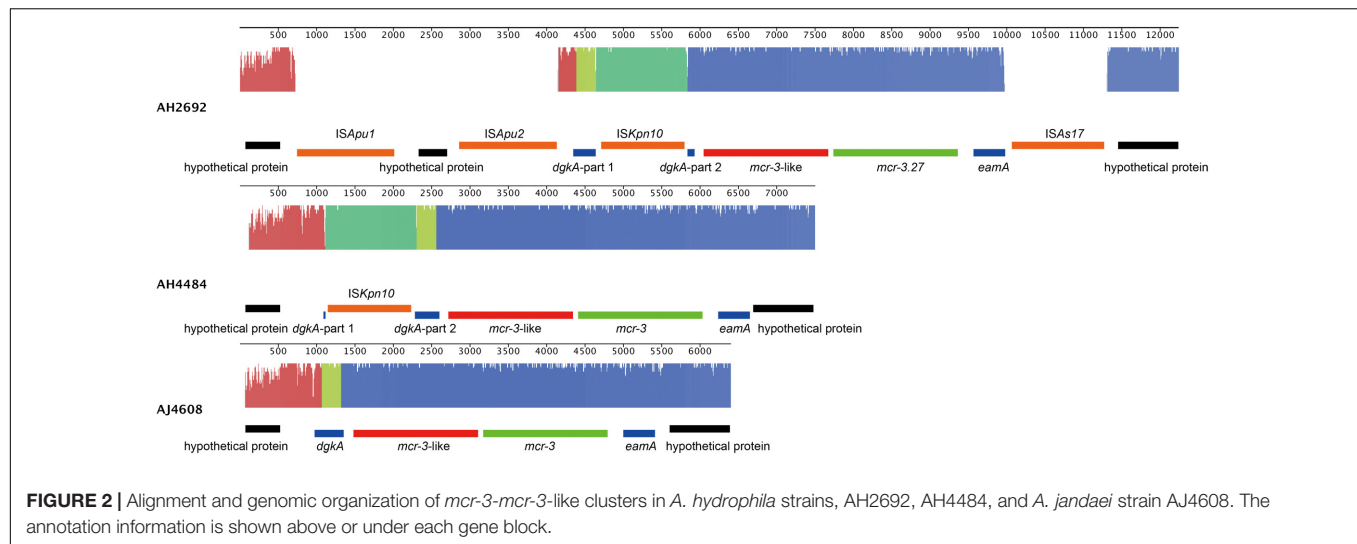 500 1000 1500 2000 2500 3000 3500 4000 4500 5000 5500 6000 6500 7000 7500 8000 8500 9000 9500 10000 10500 11000 11500 12000
AH2692
ISApu1 ISApu2 ISKpn10 ISAs17
hypothetical protein hypothetical protein dgkA-part 1 dgkA-part 2 mcr-3-like mcr-3.27 eamA hypothetical protein
500 1000 1500 2000 2500 3000 3500 4000 4500 5000 5500 6000 6500 7000
AH4484
ISKpn10
hypothetical protein dgkA-part 1 dgkA-part 2 mcr-3-like mcr-3 eamA hypothetical protein
500 1000 1500 2000 2500 3000 3500 4000 4500 5000 5500 6000
AJ4608
hypothetical protein dgkA mcr-3-like mcr-3 eamA hypothetical protein
FIGURE 2 | Alignment and genomic organization of mcr-3-mcr-3-like clusters in A. hydrophila strains, AH2692, AH4484, and A. jandaei strain AJ4608. The
annotation information is shown above or under each gene block.